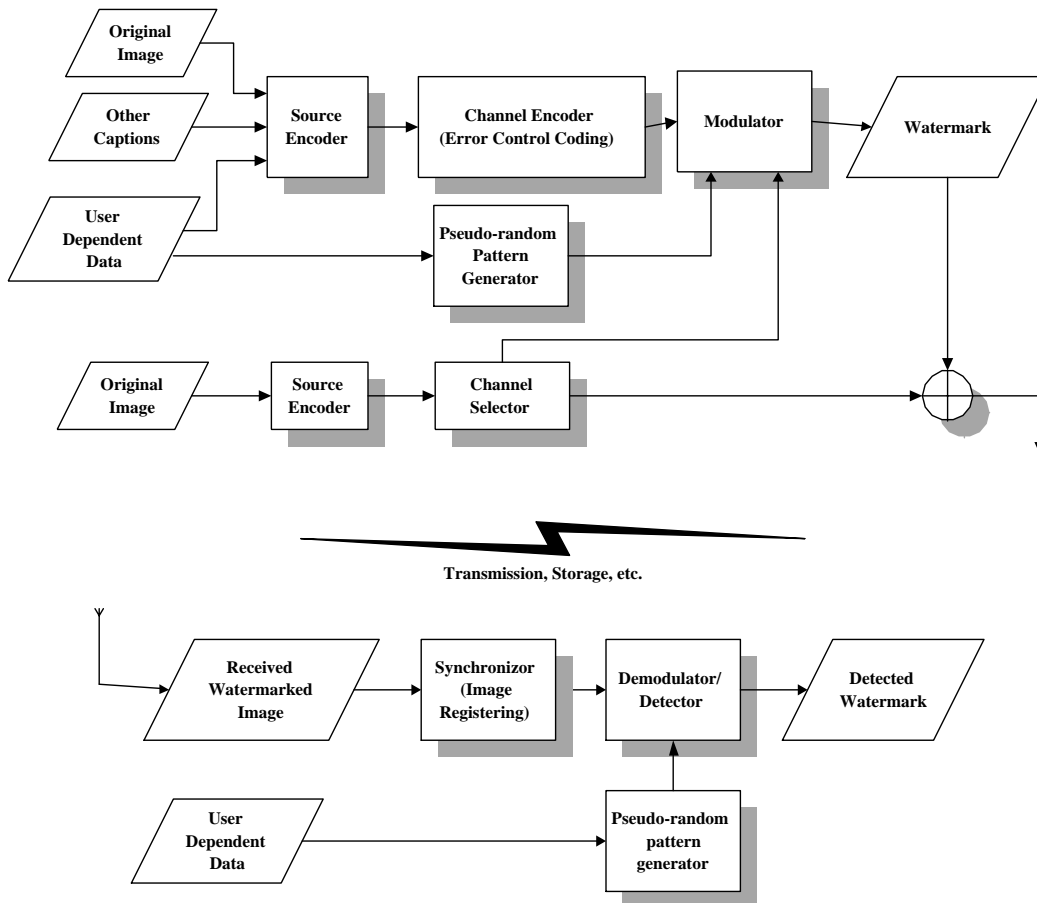 Original
Image
Other
Captions
User
Dependent
Data
Source
Encoder
Channel Encoder
(Error Control Coding)
Modulator
Watermark
Pseudo-random
Pattern
Generator
Original
Image
Source
Encoder
Channel
Selector
Transmission, Storage, etc.
Received
Watermarked
Image
Synchronizor
(Image
Registering)
Demodulator/
Detector
Detected
Watermark
User
Dependent
Data
Pseudo-random
pattern
generator